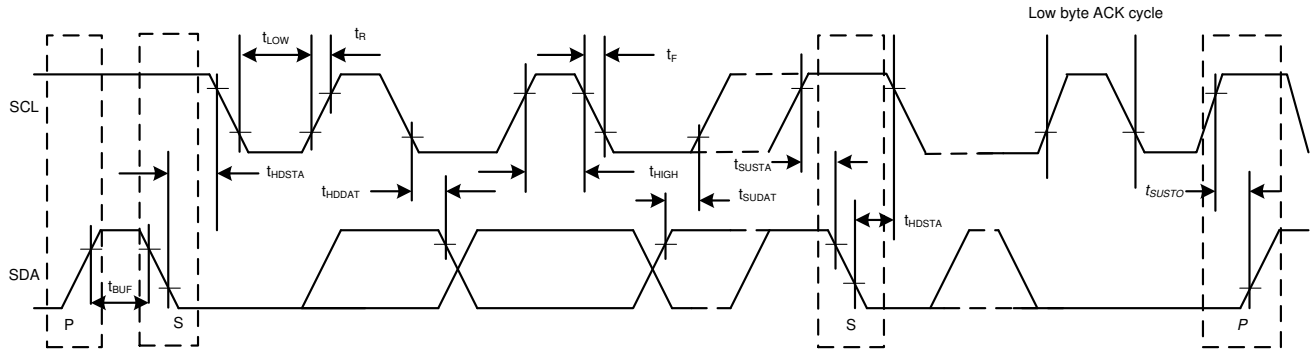 Low byte ACK cycle
tLOW
tR
tF
SCL
tHDSTA
tHDDAT
tHIGH
tSUDAT
tSUSTA
tHDSTA
tSUSTO
SDA
tBUF
P
S
S
P